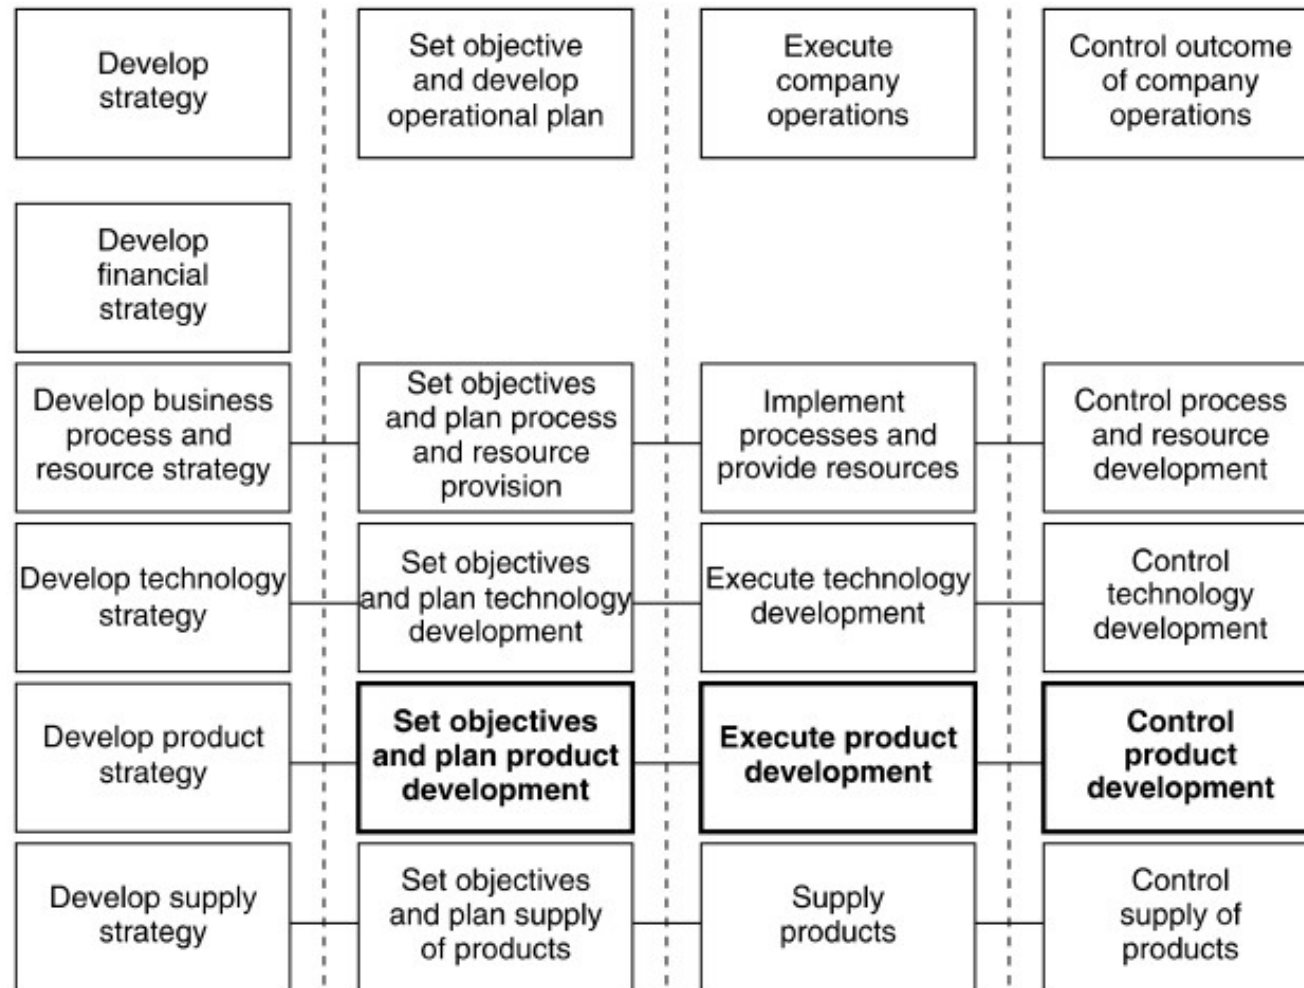 Develop
strategy
Set objective
and develop
operational plan
Execute
company
operations
Control outcome
of company
operations
Develop
financial
strategy
Develop business
process and
resource strategy
Set objectives
and plan process
and resource
provision
Implement
processes and
provide resources
Control process
and resource
development
Develop technology
strategy
Set objectives
and plan technology
development
Execute technology
development
Control
technology
development
Develop product
strategy
Set objectives
and plan product
development
Execute product
development
Control
product
development
Develop supply
strategy
Set objectives
and plan supply
of products
Supply
products
Control
supply of
products